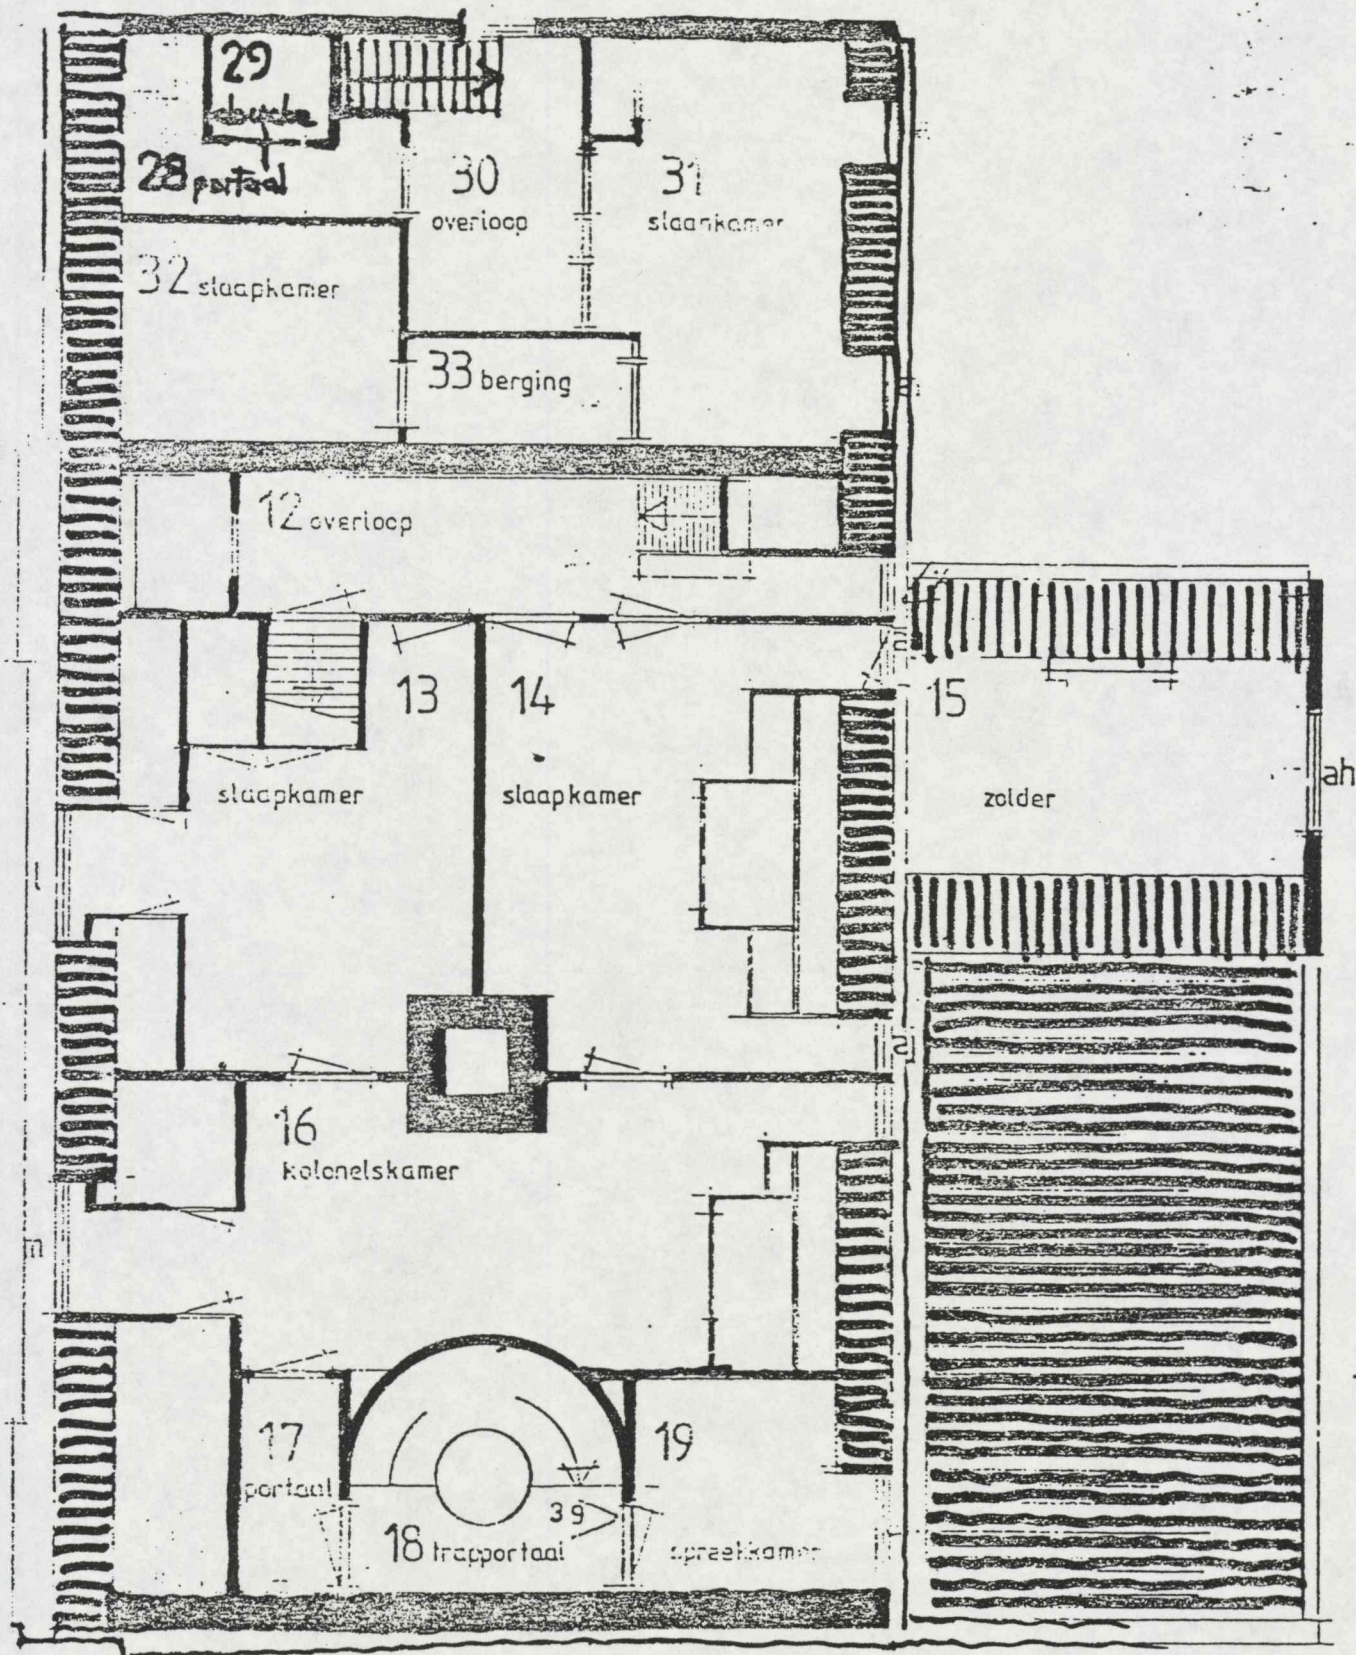 29
douche
28 portaal
30
overloop
31
slaapkamer
32 slaapkamer
33 berging
12 overloop
13
slaapkamer
14
slaapkamer
15
zolder
ah
16
kolonelskamer
m
17
portaal
18 trapportaal
39
19
spreekkamer